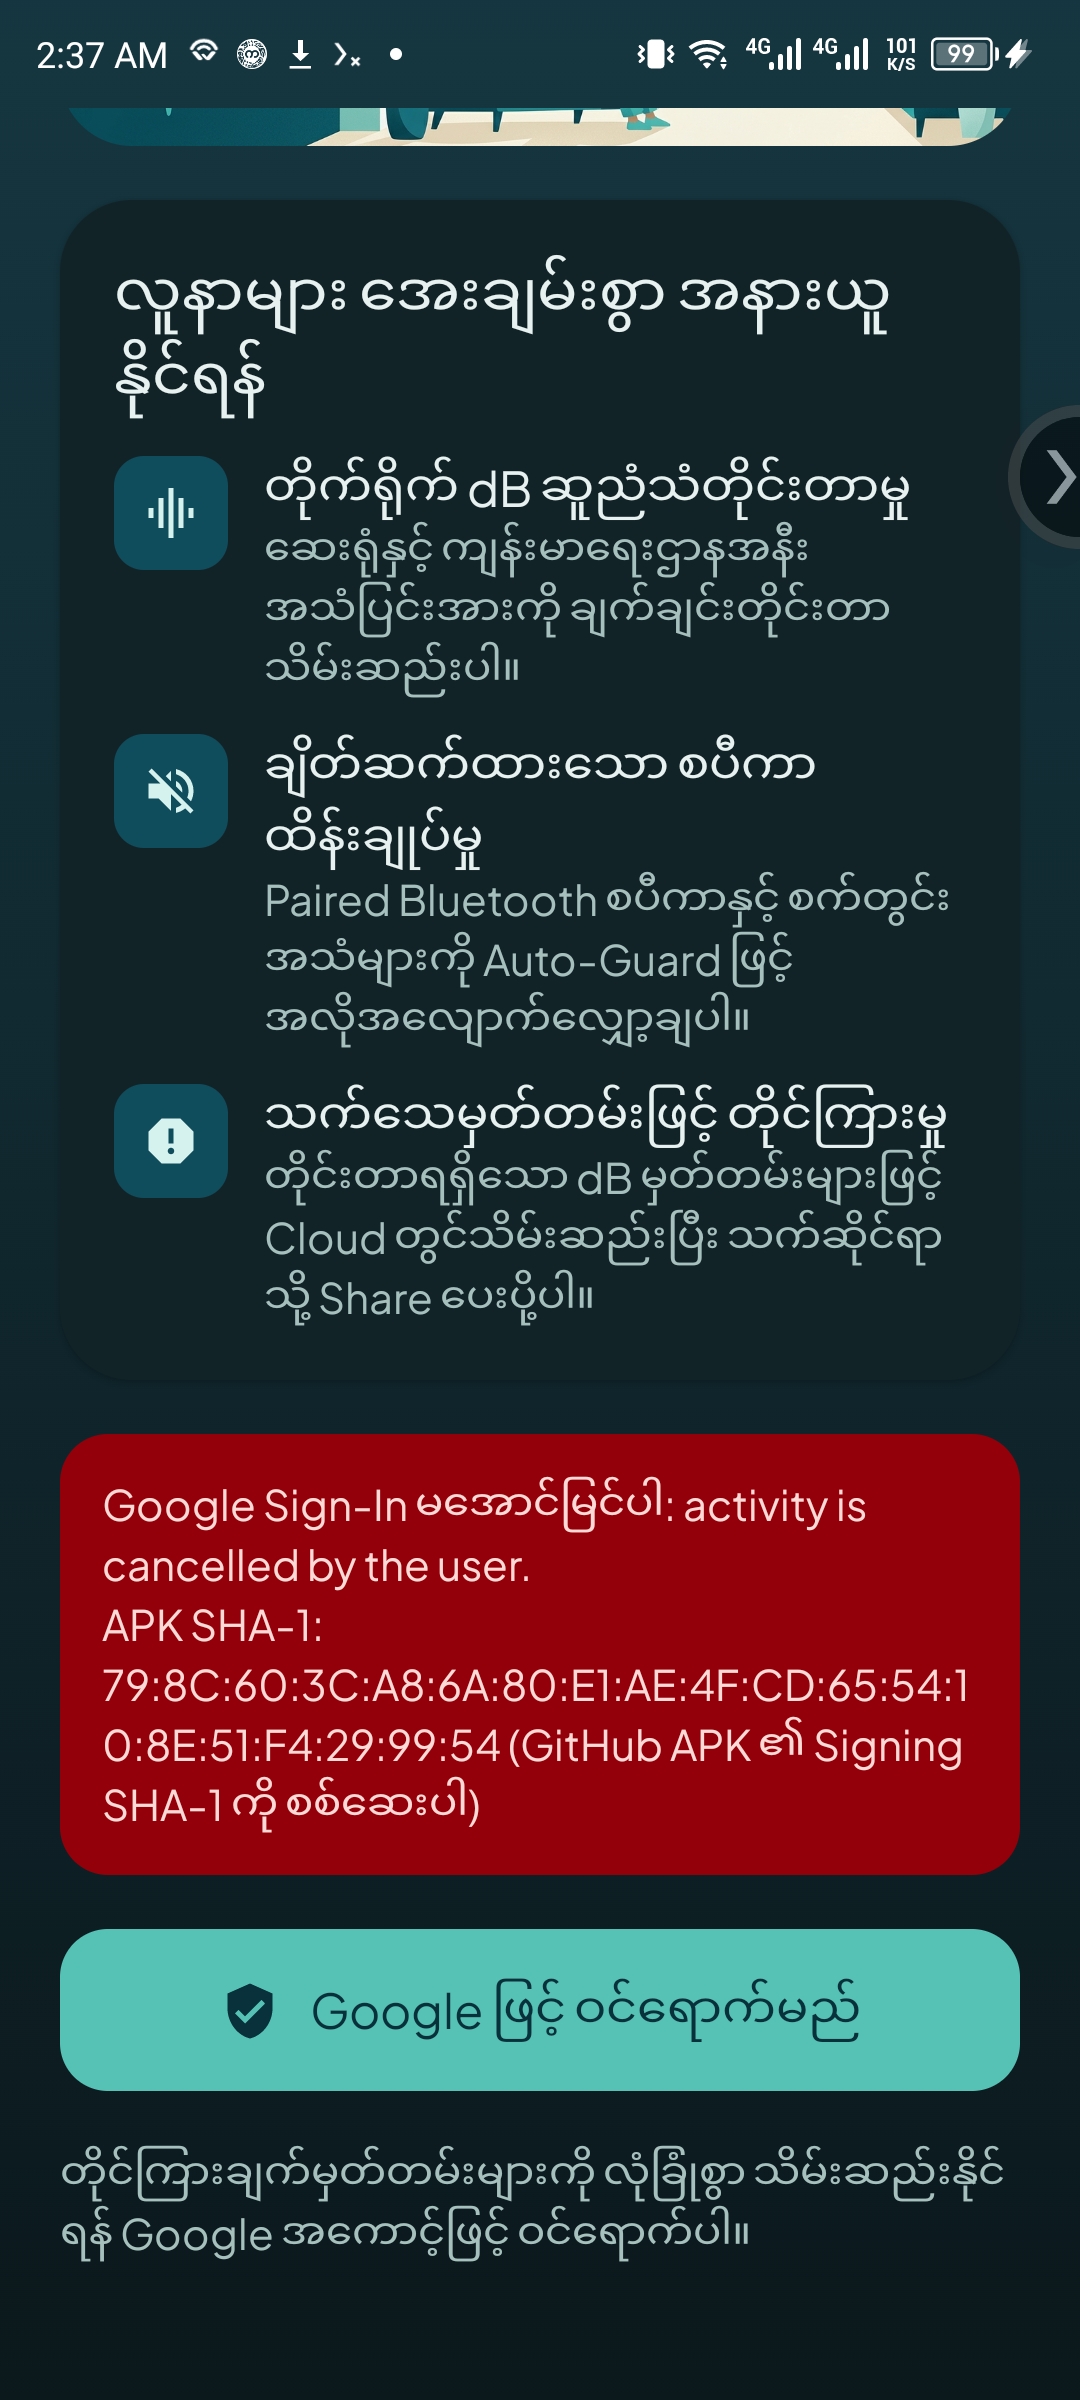 2:37 AM
4G 4G 101 K/S 99
လူနာများ အေးချမ်းစွာ အနားယူ
နိုင်ရန်
တိုက်ရိုက် dB ဆူညံသံတိုင်းတာမှု
ဆေးရုံနှင့် ကျန်းမာရေးဌာနအနီး
အသံပြင်းအားကို ချက်ချင်းတိုင်းတာ
သိမ်းဆည်းပါ။
ချိတ်ဆက်ထားသော စပီကာ
ထိန်းချုပ်မှု
Paired Bluetooth စပီကာနှင့် စက်တွင်း
အသံများကို Auto-Guard ဖြင့်
အလိုအလျောက်လျှော့ချပါ။
သက်သေမှတ်တမ်းဖြင့် တိုင်ကြားမှု
တိုင်းတာရရှိသော dB မှတ်တမ်းများဖြင့်
Cloud တွင်သိမ်းဆည်းပြီး သက်ဆိုင်ရာ
သို့ Share ပေးပို့ပါ။
Google Sign-In မအောင်မြင်ပါ: activity is
cancelled by the user.
APK SHA-1:
79:8C:60:3C:A8:6A:80:E1:AE:4F:CD:65:54:1
0:8E:51:F4:29:99:54 (GitHub APK ၏ Signing
SHA-1 ကို စစ်ဆေးပါ)
Google ဖြင့် ဝင်ရောက်မည်
တိုင်ကြားချက်မှတ်တမ်းများကို လုံခြုံစွာ သိမ်းဆည်းနိုင်
ရန် Google အကောင့်ဖြင့် ဝင်ရောက်ပါ။